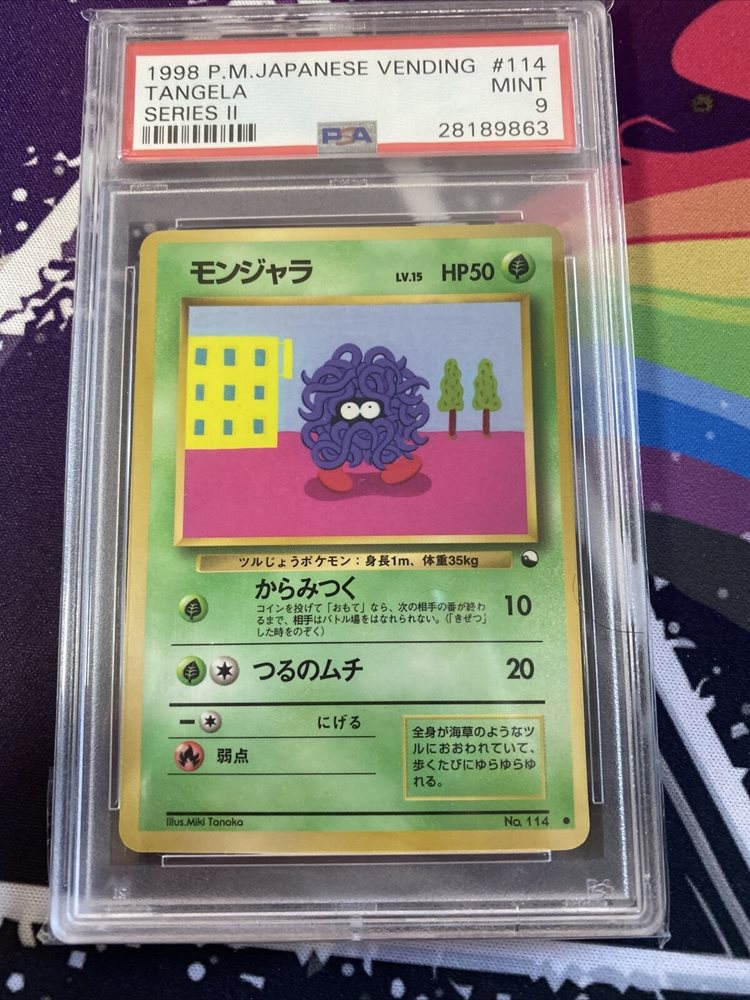 1998 P.M.JAPANESE VENDING #114
TANGELA MINT
SERIES II 9
PSA 28189863
モンジャラ LV.15 HP50
ツルじょうポケモン：身長1m、体重35kg
からみつく 10
コインを投げて「おもて」なら、次の相手の番が終わ
るまで、相手はバトル場をはなれられない。（「きぜつ」
した時をのぞく）
つるのムチ 20
にげる
弱点
全身が海草のようなツ
ルにおおわれていて、
歩くたびにゆらゆらゆ
れる。
Illus.Miki Tanaka No. 114